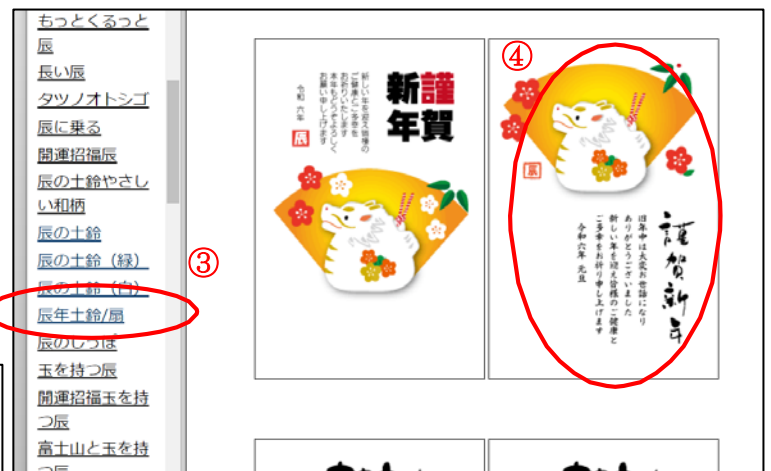 もっとくるっと
辰
長い辰
タツノオトシゴ
辰に乗る
開運招福辰
辰の土鈴やさし
い和柄
辰の土鈴
辰の土鈴（緑）
辰の土鈴（白）
辰年土鈴/扇
辰のしっぽ
玉を持つ辰
開運招福玉を持
つ辰
富士山と玉を持
つ辰
③
謹賀
新年
新しい年を迎え皆様の
ご健康とご多幸を
お祈りいたします
本年もどうぞよろしく
お願い申し上げます
令和 六年
辰
④
辰
謹賀新年
旧年中は大変お世話になり
ありがとうございました
新しい年を迎え皆様のご健康と
ご多幸をお祈り申し上げます
令和六年 元旦